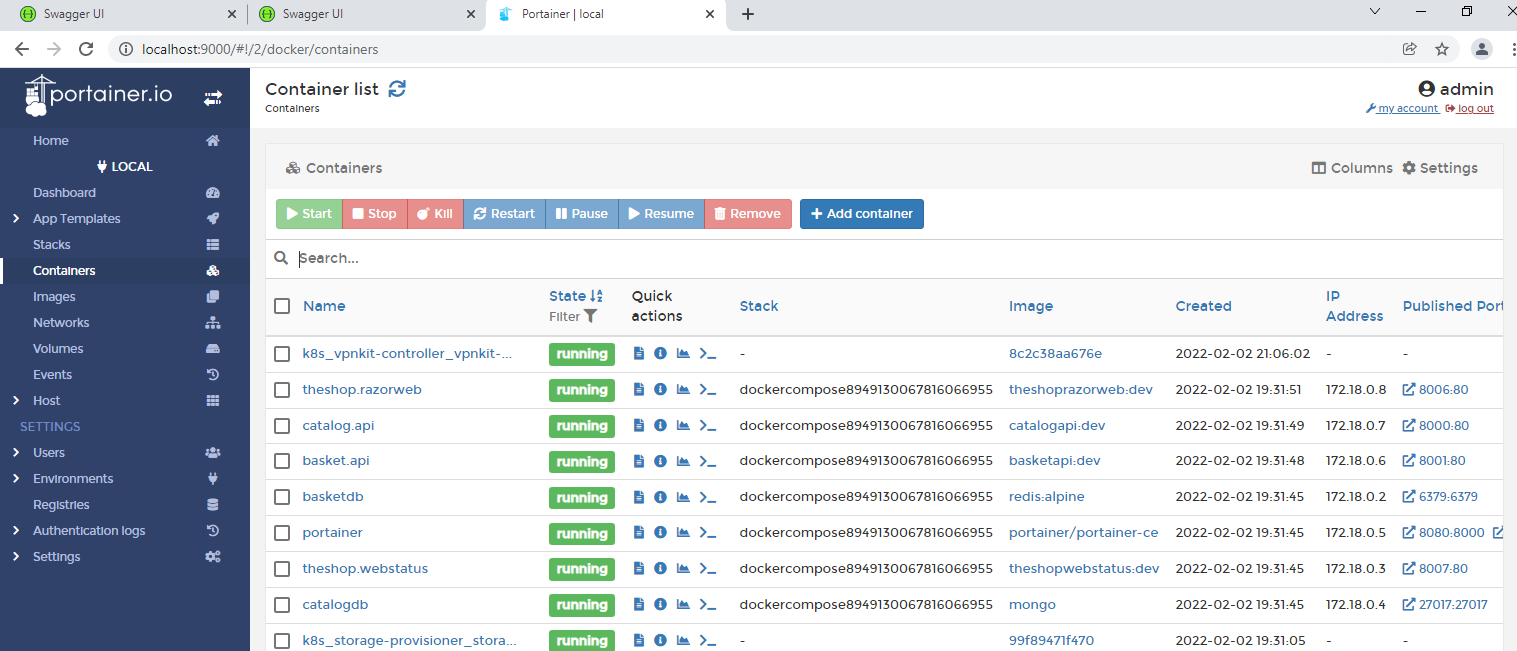 Swagger UI
Swagger UI
Portainer | local
localhost:9000/#!/2/docker/containers
portainer.io
Home
LOCAL
Dashboard
App Templates
Stacks
Containers
Images
Networks
Volumes
Events
Host
SETTINGS
Users
Environments
Registries
Authentication logs
Settings
Container list
Containers
admin
my account log out
Containers
Columns Settings
Start Stop Kill Restart Pause Resume Remove Add container
Search...
Name State Filter Quick actions Stack Image Created IP Address Published Port
k8s_vpnkit-controller_vpnkit-... running - 8c2c38aa676e 2022-02-02 21:06:02 - -
theshop.razorweb running dockercompose8949130067816066955 theshoprazorweb:dev 2022-02-02 19:31:51 172.18.0.8 8006:80
catalog.api running dockercompose8949130067816066955 catalogapi:dev 2022-02-02 19:31:49 172.18.0.7 8000:80
basket.api running dockercompose8949130067816066955 basketapi:dev 2022-02-02 19:31:48 172.18.0.6 8001:80
basketdb running dockercompose8949130067816066955 redis:alpine 2022-02-02 19:31:45 172.18.0.2 6379:6379
portainer running dockercompose8949130067816066955 portainer/portainer-ce 2022-02-02 19:31:45 172.18.0.5 8080:8000
theshop.webstatus running dockercompose8949130067816066955 theshopwebstatus:dev 2022-02-02 19:31:45 172.18.0.3 8007:80
catalogdb running dockercompose8949130067816066955 mongo 2022-02-02 19:31:45 172.18.0.4 27017:27017
k8s_storage-provisioner_stora... running - 99f89471f470 2022-02-02 19:31:05 - -